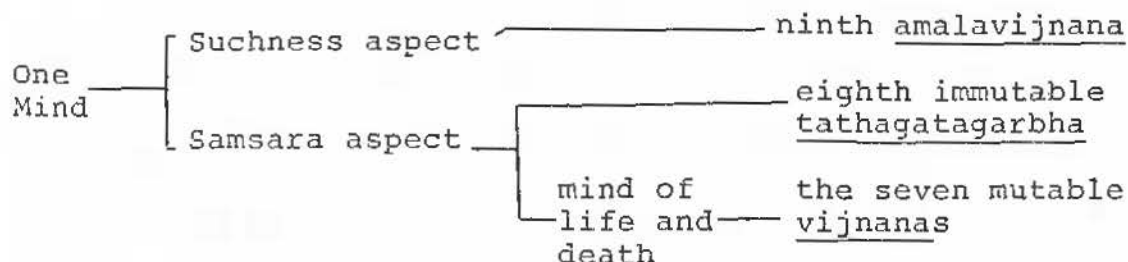 One
Mind
Suchness aspect
ninth amalavijnana
Samsara aspect
eighth immutable
tathagatagarbha
mind of
life and
death
the seven mutable
vijnanas